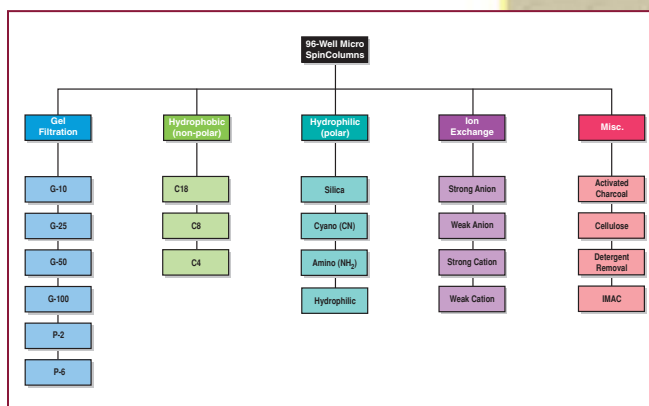 96-Well Micro
SpinColumns
Gel
Filtration
G-10
G-25
G-50
G-100
P-2
P-6
Hydrophobic
(non-polar)
C18
C8
C4
Hydrophilic
(polar)
Silica
Cyano (CN)
Amino (NH₂)
Hydrophilic
Ion
Exchange
Strong Anion
Weak Anion
Strong Cation
Weak Cation
Misc.
Activated
Charcoal
Cellulose
Detergent
Removal
IMAC